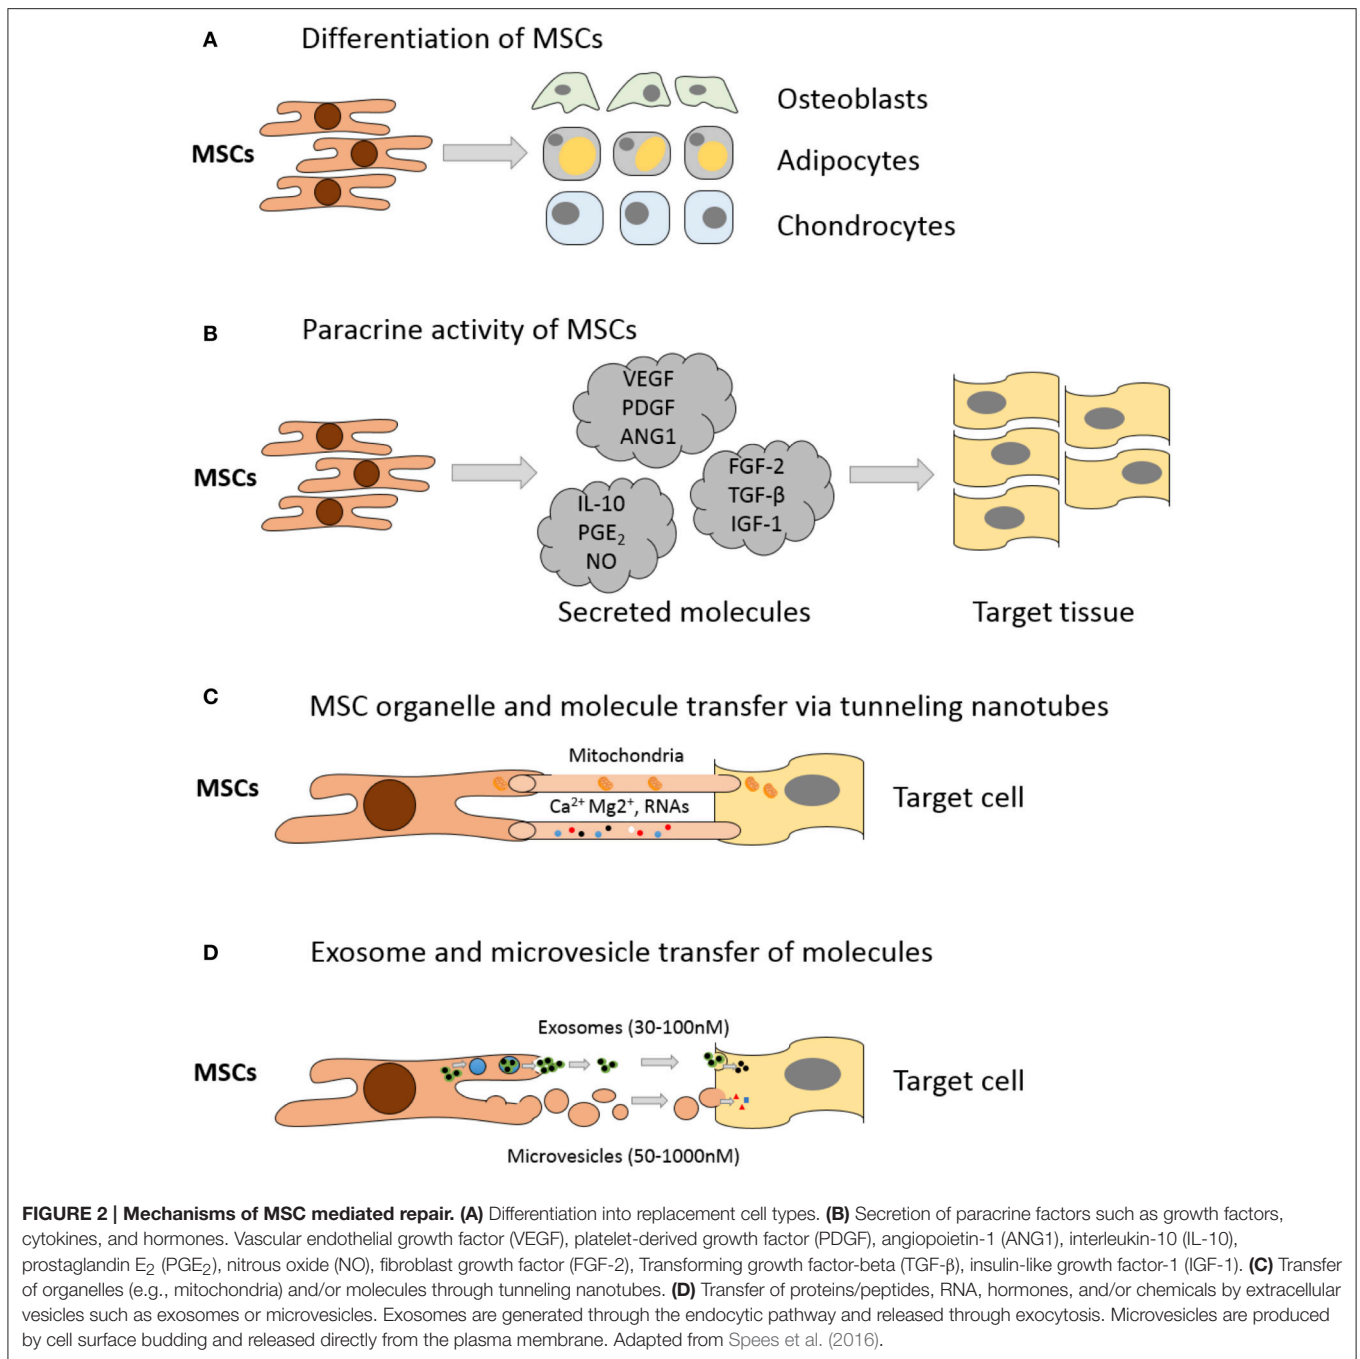 A Differentiation of MSCs
MSCs
Osteoblasts
Adipocytes
Chondrocytes
B Paracrine activity of MSCs
MSCs
VEGF
PDGF
ANG1
FGF-2
TGF-β
IGF-1
IL-10
PGE₂
NO
Secreted molecules
Target tissue
C MSC organelle and molecule transfer via tunneling nanotubes
MSCs
Mitochondria
Ca²⁺ Mg2⁺, RNAs
Target cell
D Exosome and microvesicle transfer of molecules
MSCs
Exosomes (30-100nM)
Target cell
Microvesicles (50-1000nM)
FIGURE 2 | Mechanisms of MSC mediated repair. (A) Differentiation into replacement cell types. (B) Secretion of paracrine factors such as growth factors,
cytokines, and hormones. Vascular endothelial growth factor (VEGF), platelet-derived growth factor (PDGF), angiopoietin-1 (ANG1), interleukin-10 (IL-10),
prostaglandin E₂ (PGE₂), nitrous oxide (NO), fibroblast growth factor (FGF-2), Transforming growth factor-beta (TGF-β), insulin-like growth factor-1 (IGF-1). (C) Transfer
of organelles (e.g., mitochondria) and/or molecules through tunneling nanotubes. (D) Transfer of proteins/peptides, RNA, hormones, and/or chemicals by extracellular
vesicles such as exosomes or microvesicles. Exosomes are generated through the endocytic pathway and released through exocytosis. Microvesicles are produced
by cell surface budding and released directly from the plasma membrane. Adapted from Spees et al. (2016).